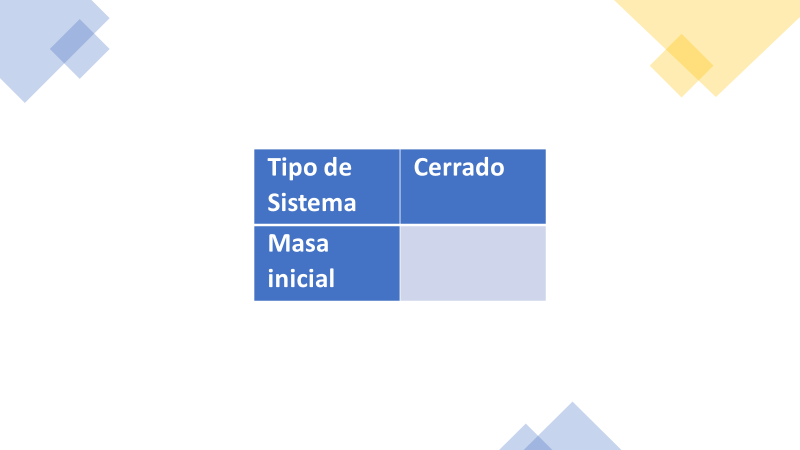 Tipo de
Sistema
Cerrado
Masa
inicial